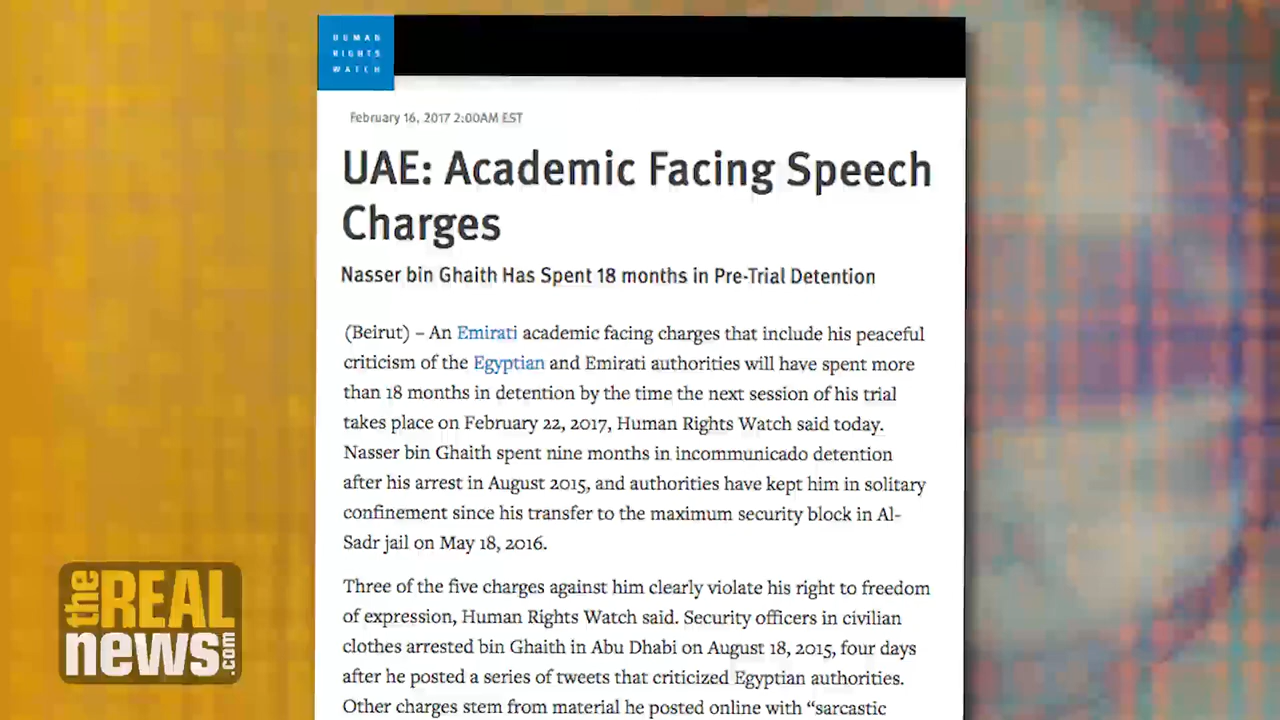 HUMAN
RIGHTS
WATCH
February 16, 2017 2:00AM EST
UAE: Academic Facing Speech
Charges
Nasser bin Ghaith Has Spent 18 months in Pre-Trial Detention
(Beirut) – An Emirati academic facing charges that include his peaceful
criticism of the Egyptian and Emirati authorities will have spent more
than 18 months in detention by the time the next session of his trial
takes place on February 22, 2017, Human Rights Watch said today.
Nasser bin Ghaith spent nine months in incommunicado detention
after his arrest in August 2015, and authorities have kept him in solitary
confinement since his transfer to the maximum security block in Al-
Sadr jail on May 18, 2016.
Three of the five charges against him clearly violate his right to freedom
of expression, Human Rights Watch said. Security officers in civilian
clothes arrested bin Ghaith in Abu Dhabi on August 18, 2015, four days
after he posted a series of tweets that criticized Egyptian authorities.
Other charges stem from material he posted online with “sarcastic
the REAL
news.com